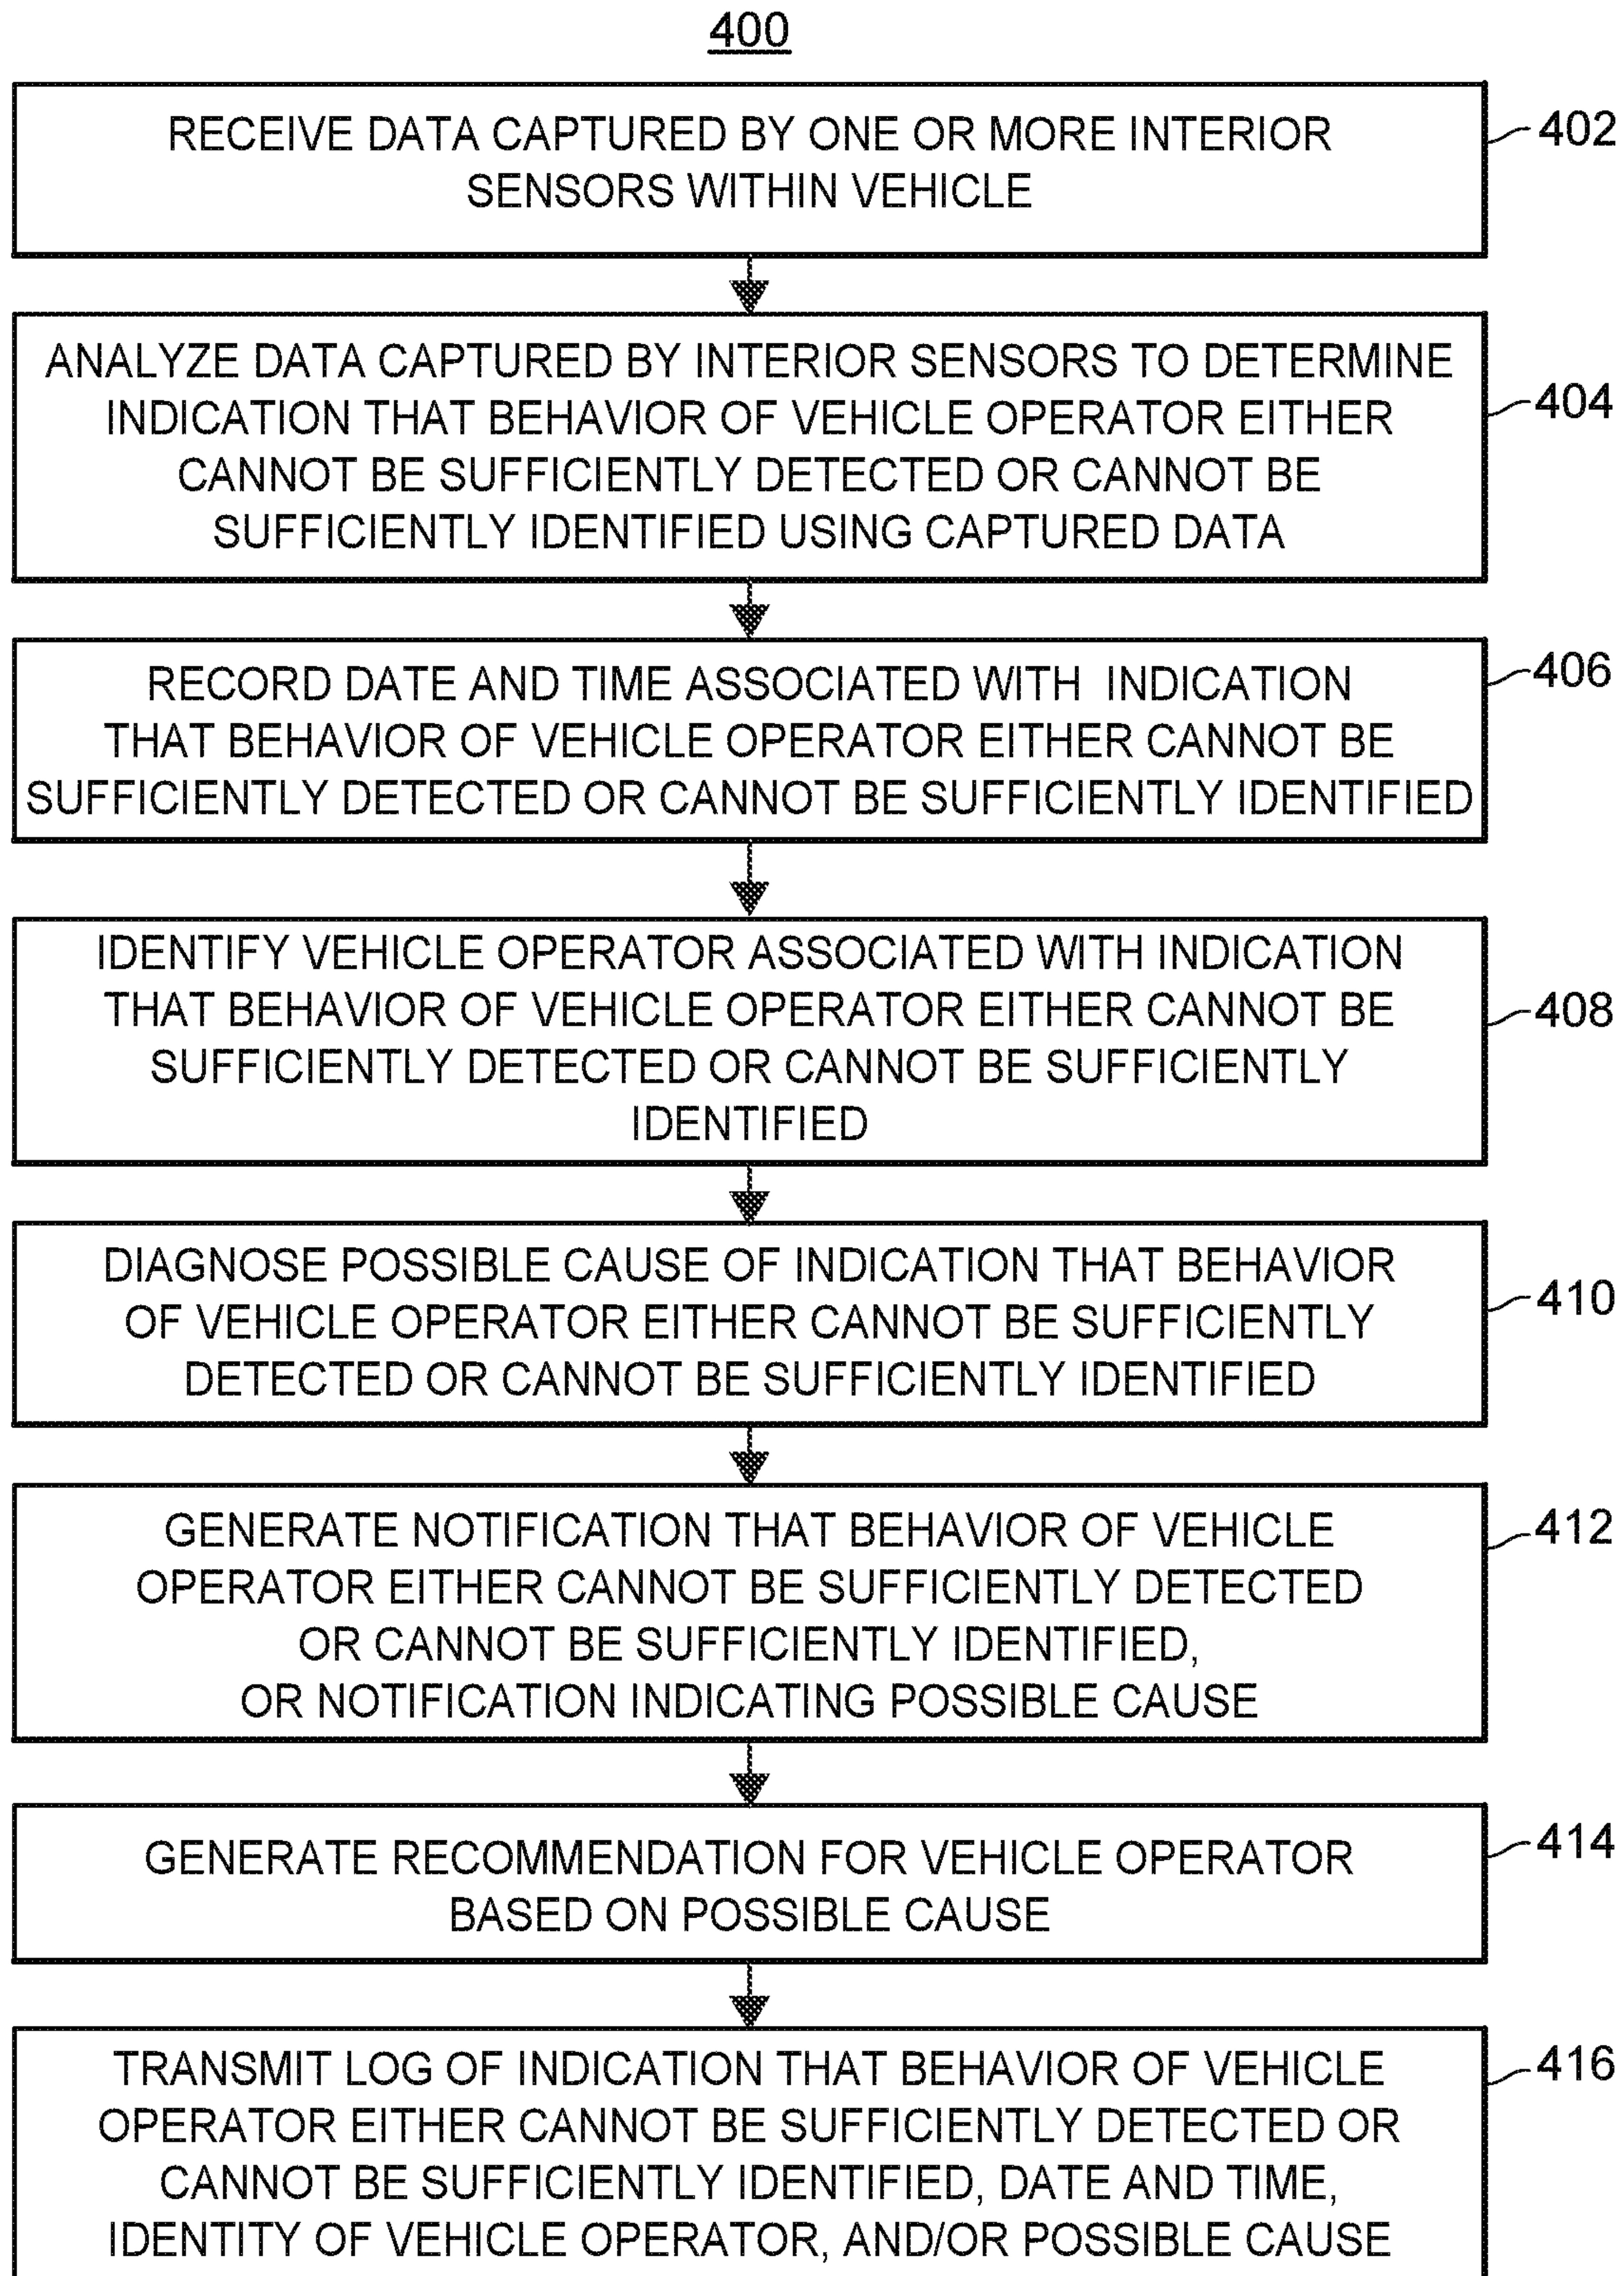 400
RECEIVE DATA CAPTURED BY ONE OR MORE INTERIOR
SENSORS WITHIN VEHICLE
402
ANALYZE DATA CAPTURED BY INTERIOR SENSORS TO DETERMINE
INDICATION THAT BEHAVIOR OF VEHICLE OPERATOR EITHER
CANNOT BE SUFFICIENTLY DETECTED OR CANNOT BE
SUFFICIENTLY IDENTIFIED USING CAPTURED DATA
404
RECORD DATE AND TIME ASSOCIATED WITH INDICATION
THAT BEHAVIOR OF VEHICLE OPERATOR EITHER CANNOT BE
SUFFICIENTLY DETECTED OR CANNOT BE SUFFICIENTLY IDENTIFIED
406
IDENTIFY VEHICLE OPERATOR ASSOCIATED WITH INDICATION
THAT BEHAVIOR OF VEHICLE OPERATOR EITHER CANNOT BE
SUFFICIENTLY DETECTED OR CANNOT BE SUFFICIENTLY
IDENTIFIED
408
DIAGNOSE POSSIBLE CAUSE OF INDICATION THAT BEHAVIOR
OF VEHICLE OPERATOR EITHER CANNOT BE SUFFICIENTLY
DETECTED OR CANNOT BE SUFFICIENTLY IDENTIFIED
410
GENERATE NOTIFICATION THAT BEHAVIOR OF VEHICLE
OPERATOR EITHER CANNOT BE SUFFICIENTLY DETECTED
OR CANNOT BE SUFFICIENTLY IDENTIFIED,
OR NOTIFICATION INDICATING POSSIBLE CAUSE
412
GENERATE RECOMMENDATION FOR VEHICLE OPERATOR
BASED ON POSSIBLE CAUSE
414
TRANSMIT LOG OF INDICATION THAT BEHAVIOR OF VEHICLE
OPERATOR EITHER CANNOT BE SUFFICIENTLY DETECTED OR
CANNOT BE SUFFICIENTLY IDENTIFIED, DATE AND TIME,
IDENTITY OF VEHICLE OPERATOR, AND/OR POSSIBLE CAUSE
416